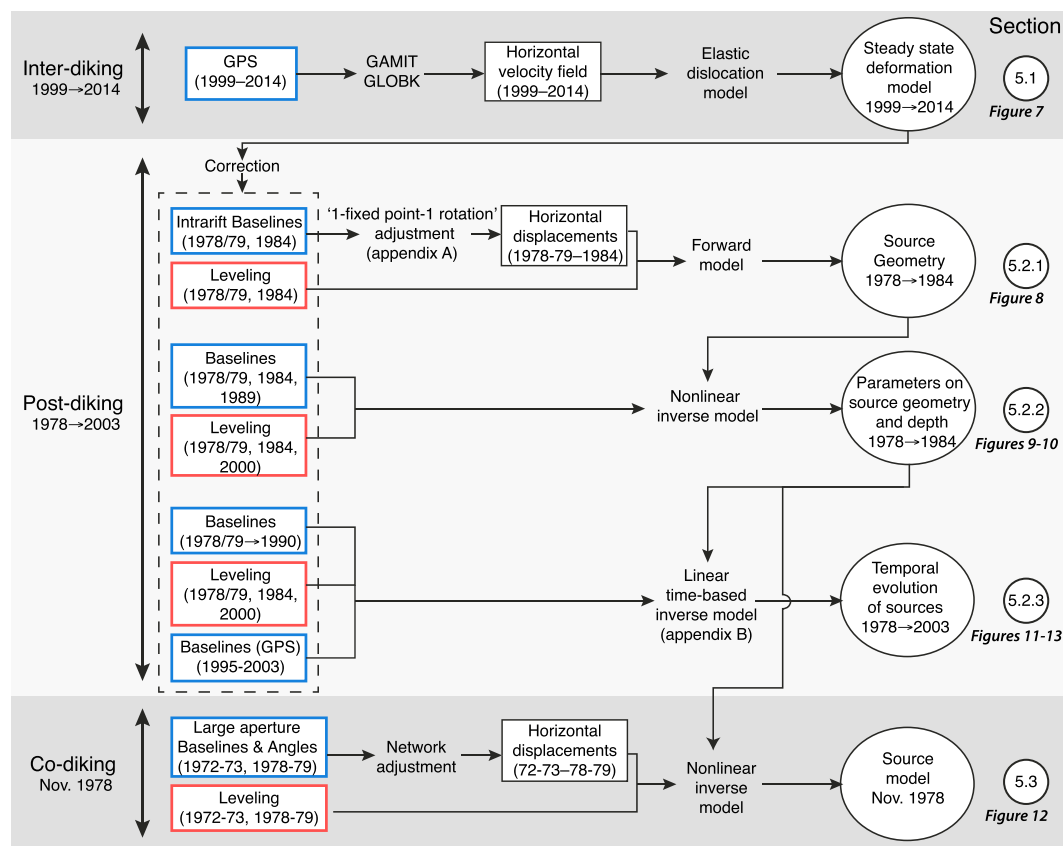 Section
Inter-diking
1999→2014
GPS
(1999–2014)
GAMIT
GLOBK
Horizontal
velocity field
(1999–2014)
Elastic
dislocation
model
Steady state
deformation
model
1999→2014
5.1
Figure 7
Correction
Post-diking
1978→2003
Intrarift Baselines
(1978/79, 1984)
'1-fixed point-1 rotation'
adjustment
(appendix A)
Horizontal
displacements
(1978-79–1984)
Leveling
(1978/79, 1984)
Forward
model
Source
Geometry
1978→1984
5.2.1
Figure 8
Baselines
(1978/79, 1984,
1989)
Leveling
(1978/79, 1984,
2000)
Nonlinear
inverse model
Parameters on
source geometry
and depth
1978→1984
5.2.2
Figures 9-10
Baselines
(1978/79→1990)
Leveling
(1978/79, 1984,
2000)
Baselines (GPS)
(1995-2003)
Linear
time-based
inverse model
(appendix B)
Temporal
evolution
of sources
1978→2003
5.2.3
Figures 11-13
Co-diking
Nov. 1978
Large aperture
Baselines & Angles
(1972-73, 1978-79)
Network
adjustment
Horizontal
displacements
(72-73–78-79)
Leveling
(1972-73, 1978-79)
Nonlinear
inverse
model
Source
model
Nov. 1978
5.3
Figure 12